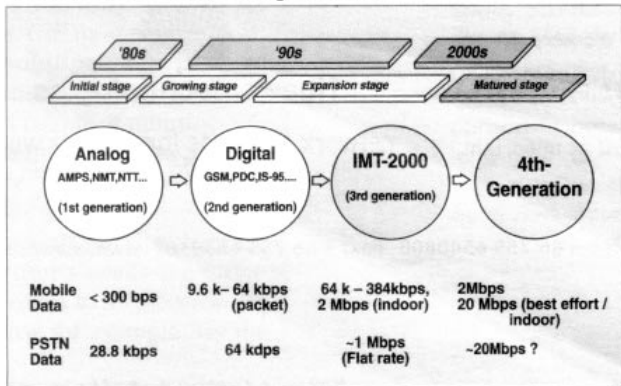 '80s '90s 2000s
Initial stage Growing stage Expansion stage Matured stage
Analog
AMPS,NMT,NTT...
(1st generation)
Digital
GSM,PDC,IS-95....
(2nd generation)
IMT-2000
(3rd generation)
4th-
Generation
Mobile
Data
< 300 bps
9.6 k– 64 kbps
(packet)
64 k – 384kbps,
2 Mbps (indoor)
2Mbps
20 Mbps (best effort /
indoor)
PSTN
Data
28.8 kbps
64 kdps
~1 Mbps
(Flat rate)
~20Mbps ?